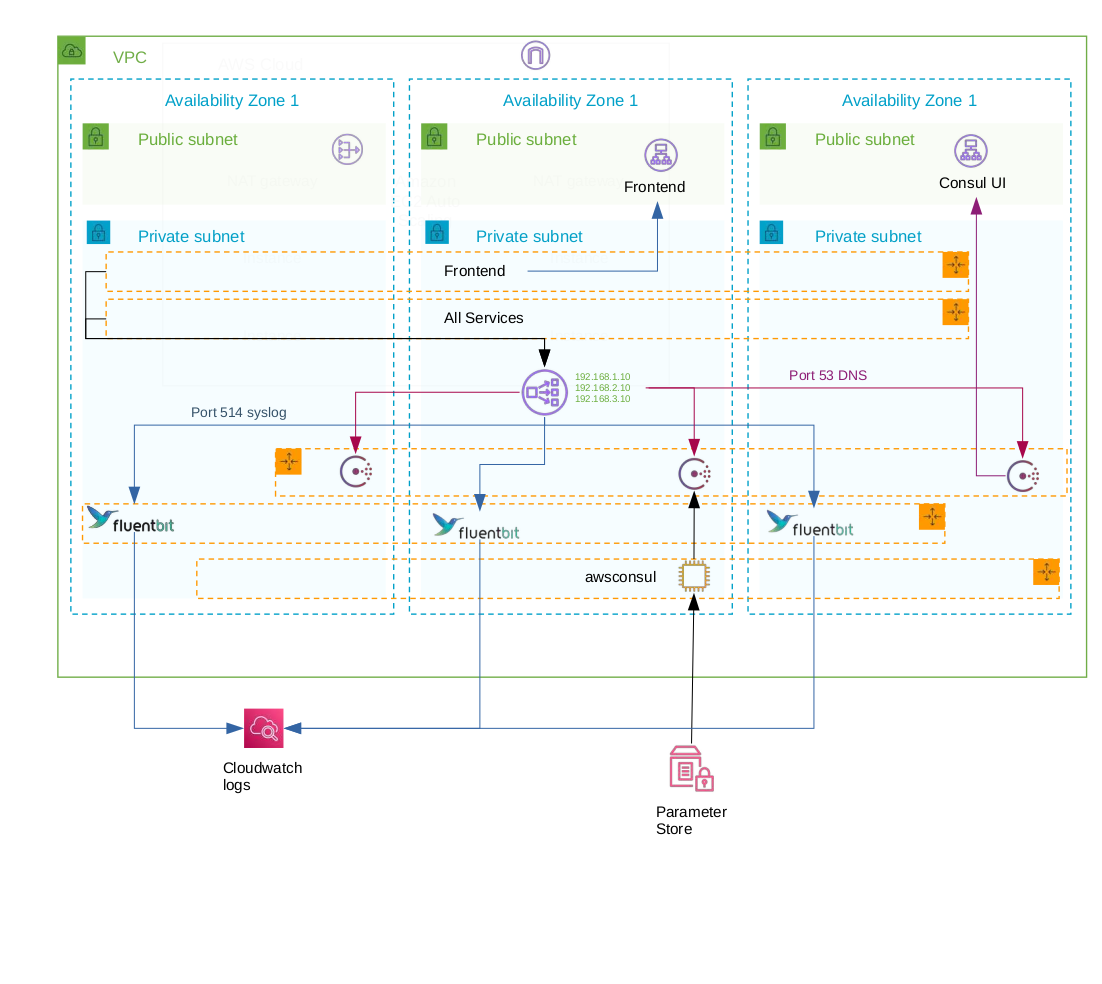 VPC
Availability Zone 1
Availability Zone 1
Availability Zone 1
Public subnet
Public subnet
Public subnet
Frontend
Consul UI
Private subnet
Private subnet
Private subnet
Frontend
All Services
192.168.1.10
192.168.2.10
192.168.3.10
Port 53 DNS
Port 514 syslog
fluentbit
fluentbit
fluentbit
awsconsul
Cloudwatch
logs
Parameter
Store